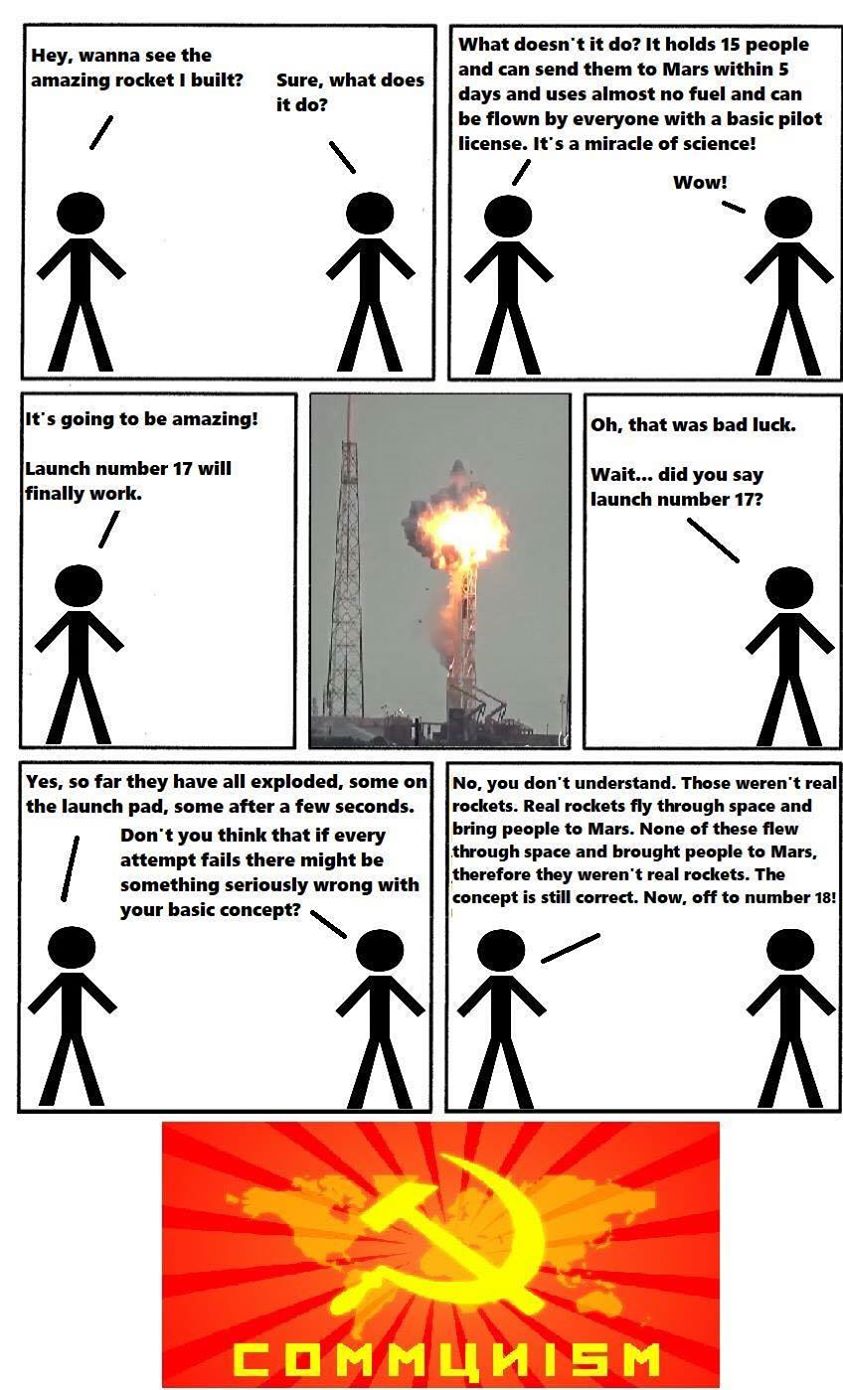 Hey, wanna see the
amazing rocket I built?
Sure, what does
it do?
What doesn't it do? It holds 15 people
and can send them to Mars within 5
days and uses almost no fuel and can
be flown by everyone with a basic pilot
license. It's a miracle of science!
Wow!
It's going to be amazing!
Launch number 17 will
finally work.
Oh, that was bad luck.
Wait... did you say
launch number 17?
Yes, so far they have all exploded, some on
the launch pad, some after a few seconds.
Don't you think that if every
attempt fails there might be
something seriously wrong with
your basic concept?
No, you don't understand. Those weren't real
rockets. Real rockets fly through space and
bring people to Mars. None of these flew
through space and brought people to Mars,
therefore they weren't real rockets. The
concept is still correct. Now, off to number 18!
COMMЦИISM